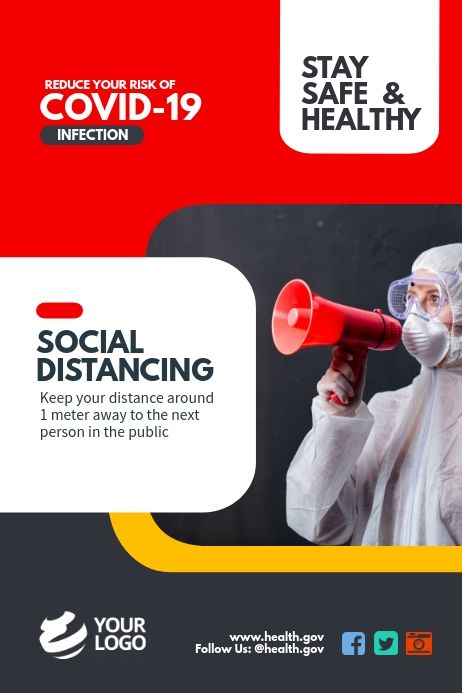 REDUCE YOUR RISK OF
COVID-19
INFECTION
STAY
SAFE &
HEALTHY
SOCIAL
DISTANCING
Keep your distance around
1 meter away to the next
person in the public
YOUR
LOGO
www.health.gov
Follow Us: @health.gov